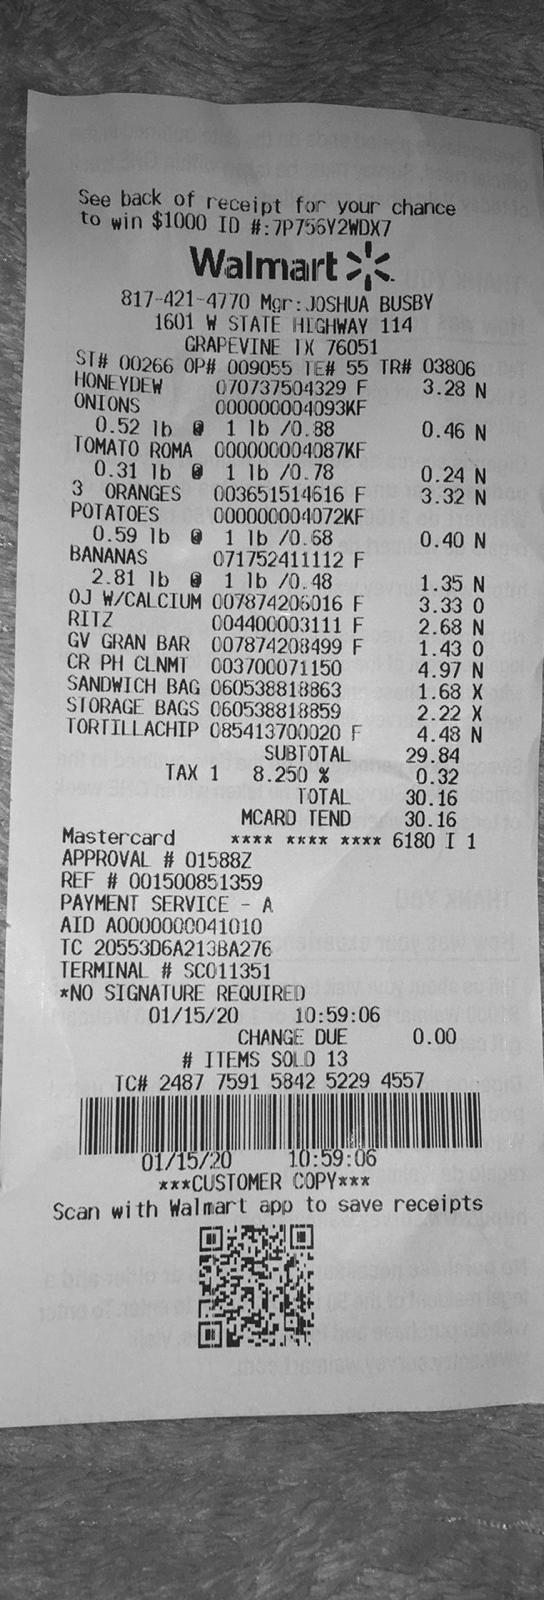 See back of receipt for your chance
to win $1000 ID #:7P756Y2WDX7
Walmart
817-421-4770 Mgr:JOSHUA BUSBY
1601 W STATE HIGHWAY 114
GRAPEVINE TX 76051
ST# 00266 OP# 009055 TE# 55 TR# 03806
HONEYDEW 070737504329 F 3.28 N
ONIONS 000000004093KF
0.52 lb @ 1 lb /0.88 0.46 N
TOMATO ROMA 000000004087KF
0.31 lb @ 1 lb /0.78 0.24 N
3 ORANGES 003651514616 F 3.32 N
POTATOES 000000004072KF
0.59 lb @ 1 lb /0.68 0.40 N
BANANAS 071752411112 F
2.81 lb @ 1 lb /0.48 1.35 N
OJ W/CALCIUM 007874206016 F 3.33 O
RITZ 004400003111 F 2.68 N
GV GRAN BAR 007874208499 F 1.43 O
CR PH CLNMT 003700071150 4.97 N
SANDWICH BAG 060538818863 1.68 X
STORAGE BAGS 060538818859 2.22 X
TORTILLACHIP 085413700020 F 4.48 N
SUBTOTAL 29.84
TAX 1 8.250 % 0.32
TOTAL 30.16
MCARD TEND 30.16
Mastercard **** **** **** 6180 I 1
APPROVAL # 01588Z
REF # 001500851359
PAYMENT SERVICE - A
AID A0000000041010
TC 20553D6A213BA276
TERMINAL # SC011351
*NO SIGNATURE REQUIRED
01/15/20 10:59:06
CHANGE DUE 0.00
# ITEMS SOLD 13
TC# 2487 7591 5842 5229 4557
01/15/20 10:59:06
***CUSTOMER COPY***
Scan with Walmart app to save receipts